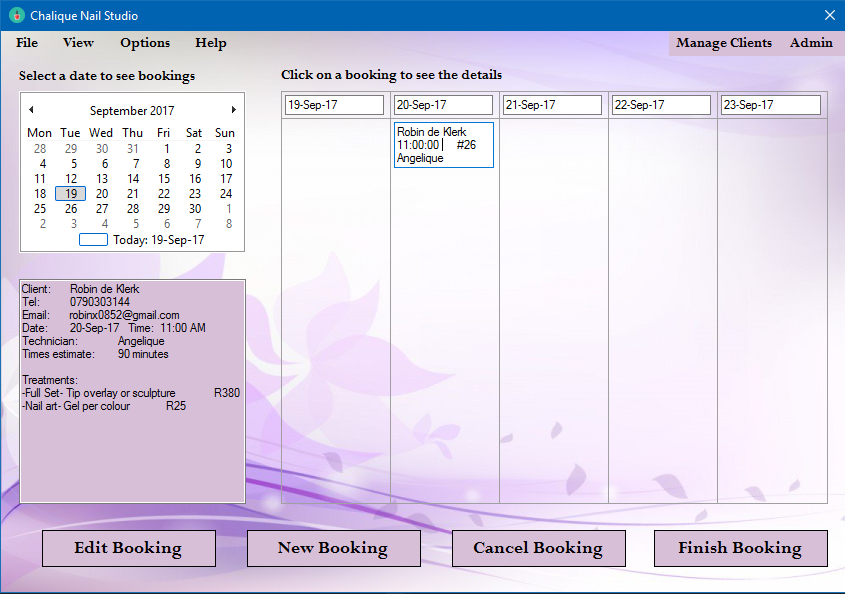 Chalique Nail Studio
File View Options Help Manage Clients Admin
Select a date to see bookings
September 2017
Mon Tue Wed Thu Fri Sat Sun
28 29 30 31 1 2 3
4 5 6 7 8 9 10
11 12 13 14 15 16 17
18 19 20 21 22 23 24
25 26 27 28 29 30 1
2 3 4 5 6 7 8
Today: 19-Sep-17
Client: Robin de Klerk
Tel: 0790303144
Email: robinx0852@gmail.com
Date: 20-Sep-17 Time: 11:00 AM
Technician: Angelique
Times estimate: 90 minutes
Treatments:
-Full Set- Tip overlay or sculpture R380
-Nail art- Gel per colour R25
Click on a booking to see the details
19-Sep-17 20-Sep-17 21-Sep-17 22-Sep-17 23-Sep-17
Robin de Klerk
11:00:00 #26
Angelique
Edit Booking New Booking Cancel Booking Finish Booking